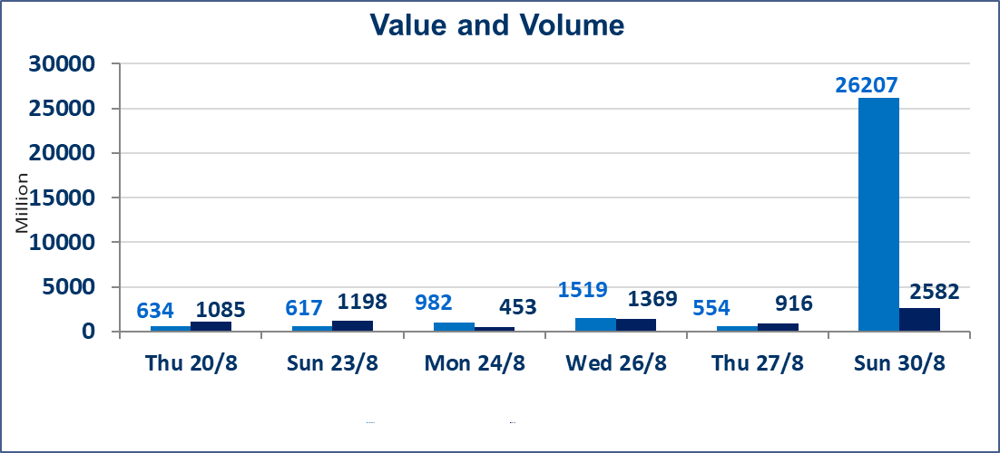 Value and Volume
30000
25000
20000
15000
10000
5000
0
Million
634 1085 617 1198 982 453 1519 1369 554 916 26207 2582
Thu 20/8 Sun 23/8 Mon 24/8 Wed 26/8 Thu 27/8 Sun 30/8